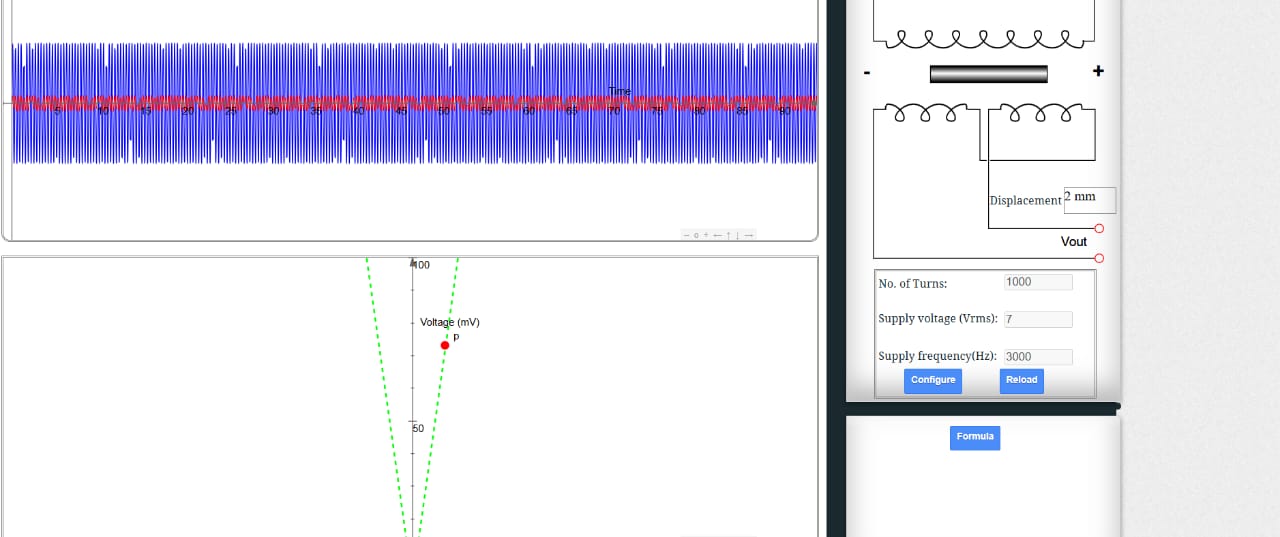 Time
5 10 15 20 25 30 35 40 45 50 55 60 65 70 75 80 85 90
− o + ← ↑ ↓ →
100
Voltage (mV)
p
50
- +
Displacement 2 mm
Vout
No. of Turns: 1000
Supply voltage (Vrms): 7
Supply frequency(Hz): 3000
Configure Reload
Formula